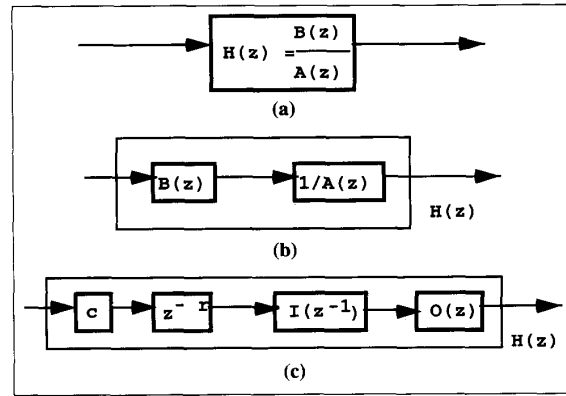 H(z) = B(z) / A(z)
(a)
B(z) 1/A(z)
H(z)
(b)
c z^- r I(z^-1) O(z)
H(z)
(c)